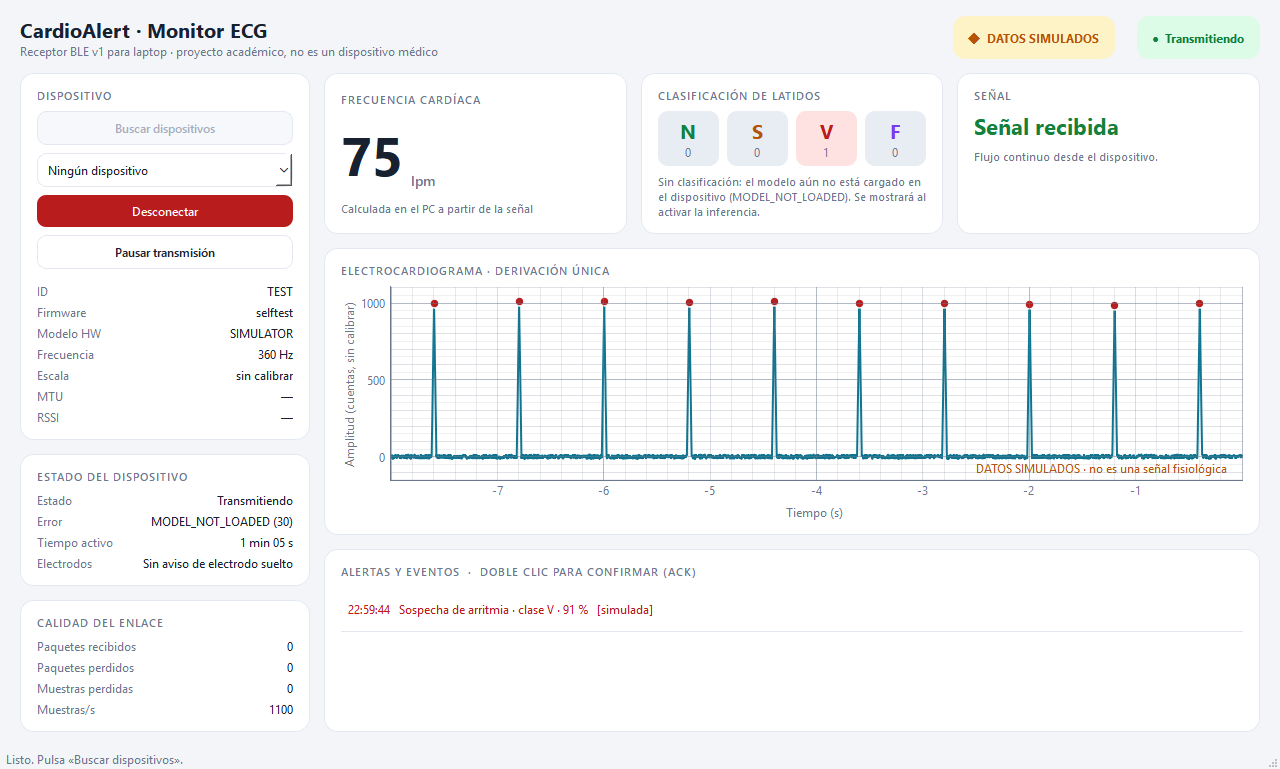 CardioAlert · Monitor ECG
Receptor BLE v1 para laptop · proyecto académico, no es un dispositivo médico
◆ DATOS SIMULADOS
● Transmitiendo
DISPOSITIVO
Buscar dispositivos
Ningún dispositivo
Desconectar
Pausar transmisión
ID TEST
Firmware selftest
Modelo HW SIMULATOR
Frecuencia 360 Hz
Escala sin calibrar
MTU —
RSSI —
ESTADO DEL DISPOSITIVO
Estado Transmitiendo
Error MODEL_NOT_LOADED (30)
Tiempo activo 1 min 05 s
Electrodos Sin aviso de electrodo suelto
CALIDAD DEL ENLACE
Paquetes recibidos 0
Paquetes perdidos 0
Muestras perdidas 0
Muestras/s 1100
FRECUENCIA CARDÍACA
75 lpm
Calculada en el PC a partir de la señal
CLASIFICACIÓN DE LATIDOS
N S V F
0 0 1 0
Sin clasificación: el modelo aún no está cargado en
el dispositivo (MODEL_NOT_LOADED). Se mostrará al
activar la inferencia.
SEÑAL
Señal recibida
Flujo continuo desde el dispositivo.
ELECTROCARDIOGRAMA · DERIVACIÓN ÚNICA
Amplitud (cuentas, sin calibrar)
1000
500
0
DATOS SIMULADOS · no es una señal fisiológica
-7 -6 -5 -4 -3 -2 -1
Tiempo (s)
ALERTAS Y EVENTOS · DOBLE CLIC PARA CONFIRMAR (ACK)
22:59:44 Sospecha de arritmia · clase V · 91 % [simulada]
Listo. Pulsa «Buscar dispositivos».